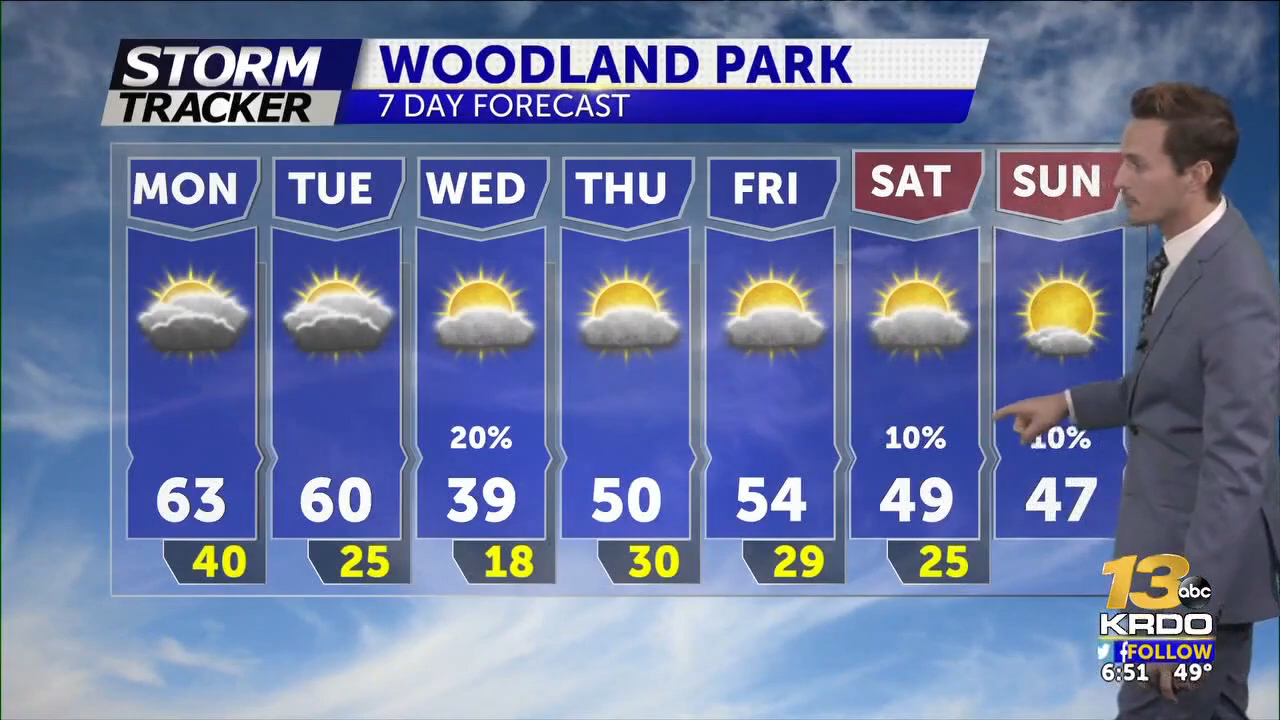 STORM
TRACKER
WOODLAND PARK
7 DAY FORECAST
MON TUE WED THU FRI SAT SUN
20% 10% 10%
63 60 39 50 54 49 47
40 25 18 30 29 25
13 abc
KRDO
FOLLOW
6:51 49°